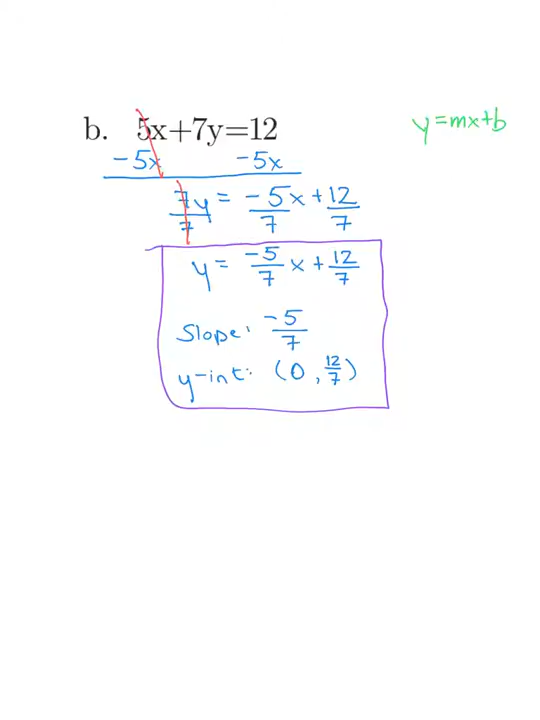 b. 5x+7y=12
y=mx+b
-5x -5x
7y/7 = -5x/7 + 12/7
y = -5/7 x + 12/7
Slope: -5/7
y-int: (0, 12/7)